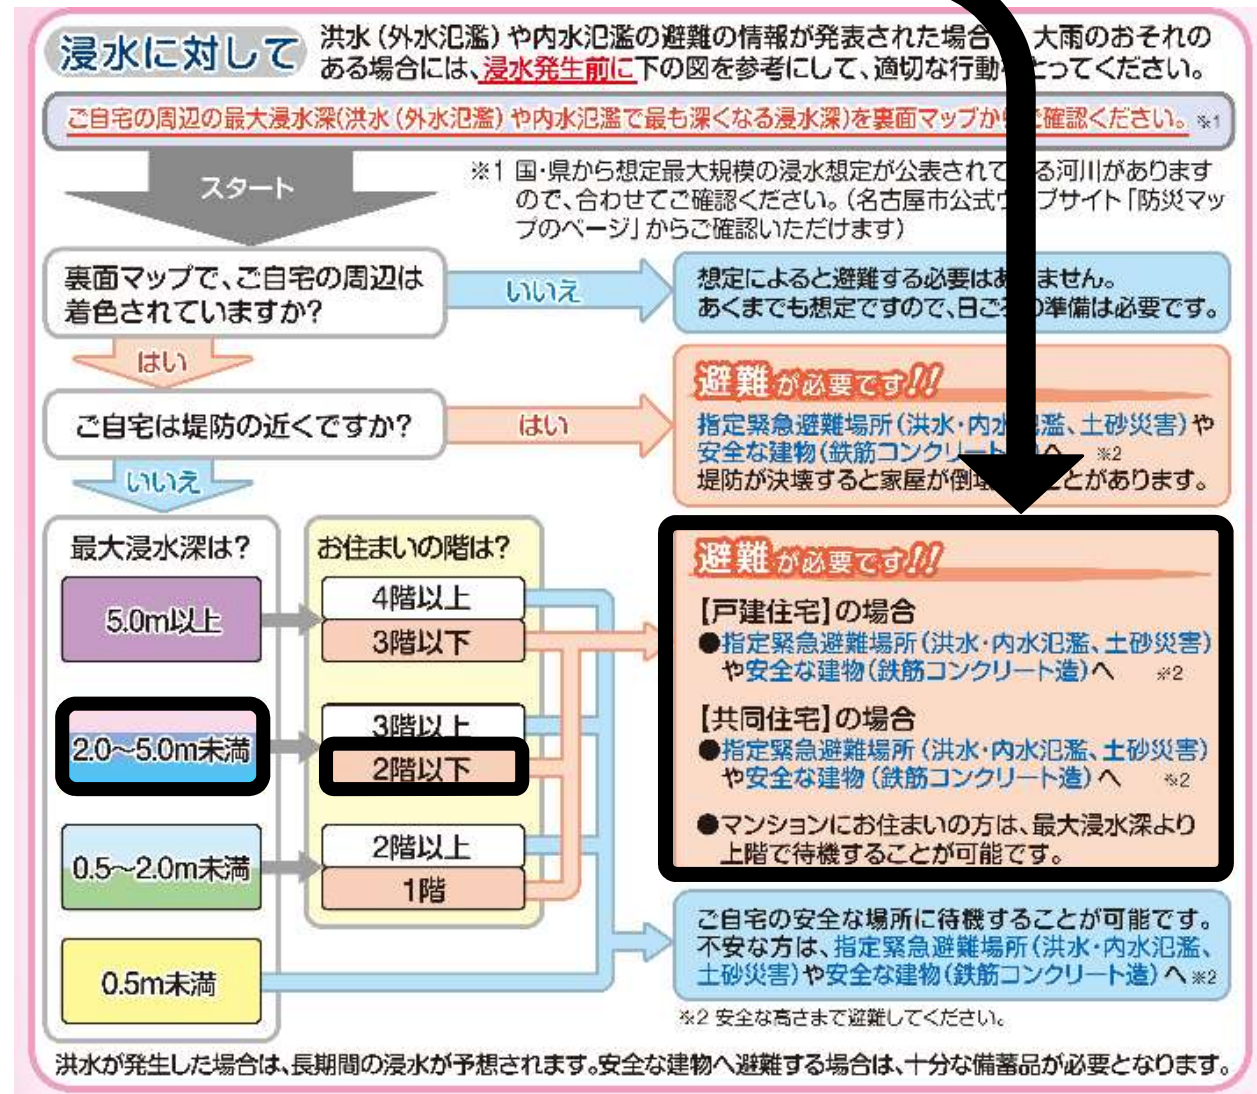 浸水に対して
洪水(外水氾濫)や内水氾濫の避難の情報が発表された場合 大雨のおそれの
ある場合には、浸水発生前に下の図を参考にして、適切な行動 とってください。
ご自宅の周辺の最大浸水深(洪水(外水氾濫)や内水氾濫で最も深くなる浸水深)を裏面マップから ご確認ください。※1
スタート
※1 国・県から想定最大規模の浸水想定が公表されて る河川があります
ので、合わせてご確認ください。(名古屋市公式ウ ブサイト「防災マッ
プのページ」からご確認いただけます)
裏面マップで、ご自宅の周辺は
着色されていますか?
いいえ
想定によると避難する必要はあ ません。
あくまでも想定ですので、日ごろ の準備は必要です。
はい
ご自宅は堤防の近くですか?
はい
避難が必要です!!
指定緊急避難場所(洪水・内水 濫、土砂災害)や
安全な建物(鉄筋コンクリート へ ※2
堤防が決壊すると家屋が倒壊 ことがあります。
いいえ
最大浸水深は?
お住まいの階は?
5.0m以上
4階以上
3階以下
2.0〜5.0m未満
3階以上
2階以下
0.5〜2.0m未満
2階以上
1階
0.5m未満
避難が必要です!!
【戸建住宅】の場合
●指定緊急避難場所(洪水・内水氾濫、土砂災害)
や安全な建物(鉄筋コンクリート造)へ ※2
【共同住宅】の場合
●指定緊急避難場所(洪水・内水氾濫、土砂災害)
や安全な建物(鉄筋コンクリート造)へ ※2
●マンションにお住まいの方は、最大浸水深より
上階で待機することが可能です。
ご自宅の安全な場所に待機することが可能です。
不安な方は、指定緊急避難場所(洪水・内水氾濫、
土砂災害)や安全な建物(鉄筋コンクリート造)へ※2
※2 安全な高さまで避難してください。
洪水が発生した場合は、長期間の浸水が予想されます。安全な建物へ避難する場合は、十分な備蓄品が必要となります。